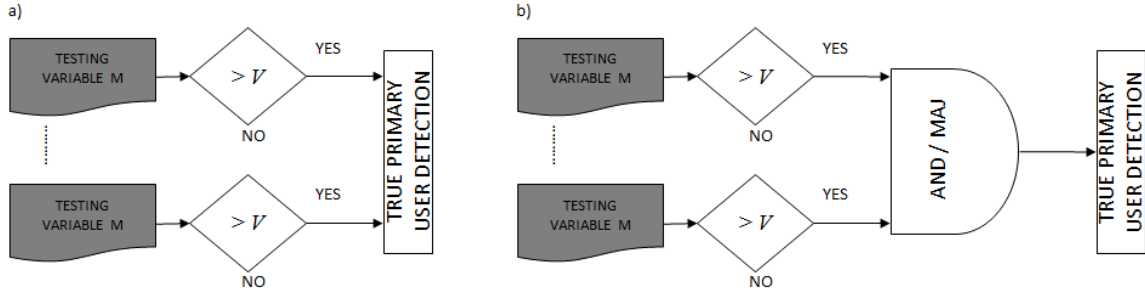 a)
TESTING
VARIABLE M
> V
YES
NO
TESTING
VARIABLE M
> V
YES
NO
TRUE PRIMARY
USER DETECTION
b)
TESTING
VARIABLE M
> V
YES
NO
TESTING
VARIABLE M
> V
YES
NO
AND / MAJ
TRUE PRIMARY
USER DETECTION